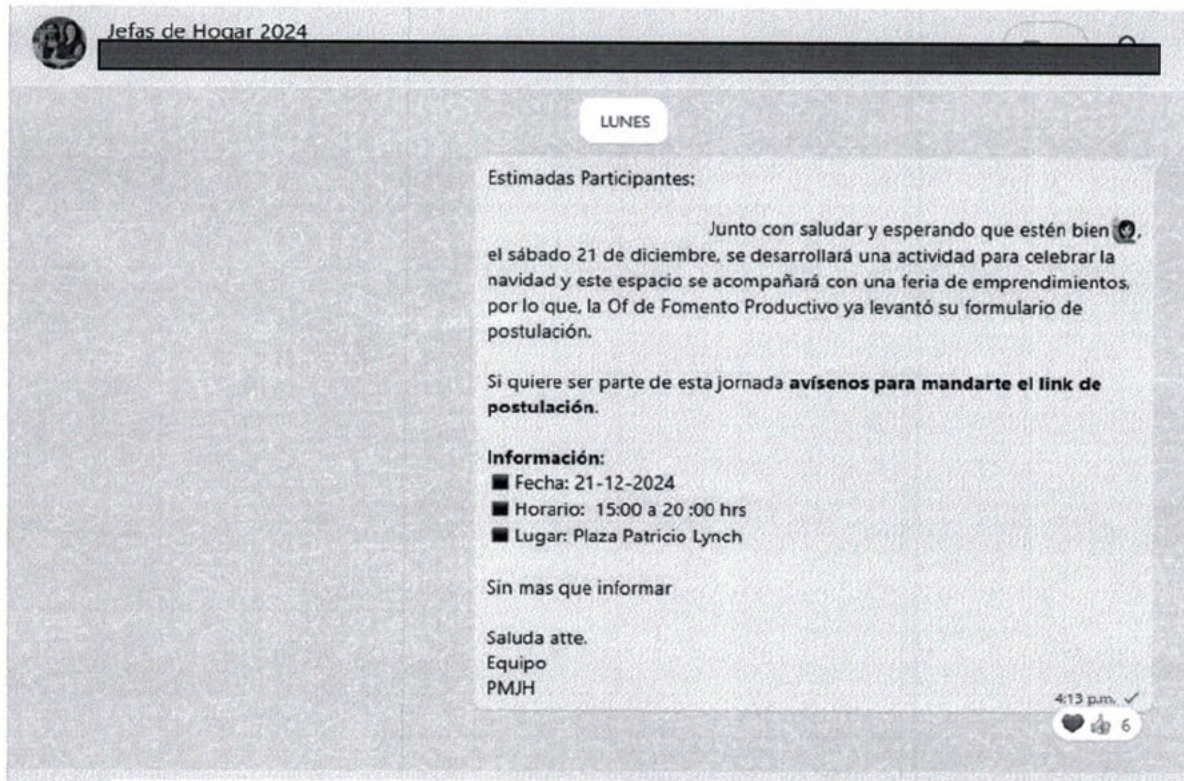 Jefas de Hogar 2024
LUNES
Estimadas Participantes:
Junto con saludar y esperando que estén bien 🙋🏻‍♀️,
el sábado 21 de diciembre, se desarrollará una actividad para celebrar la
navidad y este espacio se acompañará con una feria de emprendimientos,
por lo que, la Of de Fomento Productivo ya levantó su formulario de
postulación.
Si quiere ser parte de esta jornada avísenos para mandarte el link de
postulación.
Información:
Fecha: 21-12-2024
Horario: 15:00 a 20 :00 hrs
Lugar: Plaza Patricio Lynch
Sin mas que informar
Saluda atte.
Equipo
PMJH
4:13 p.m.
6